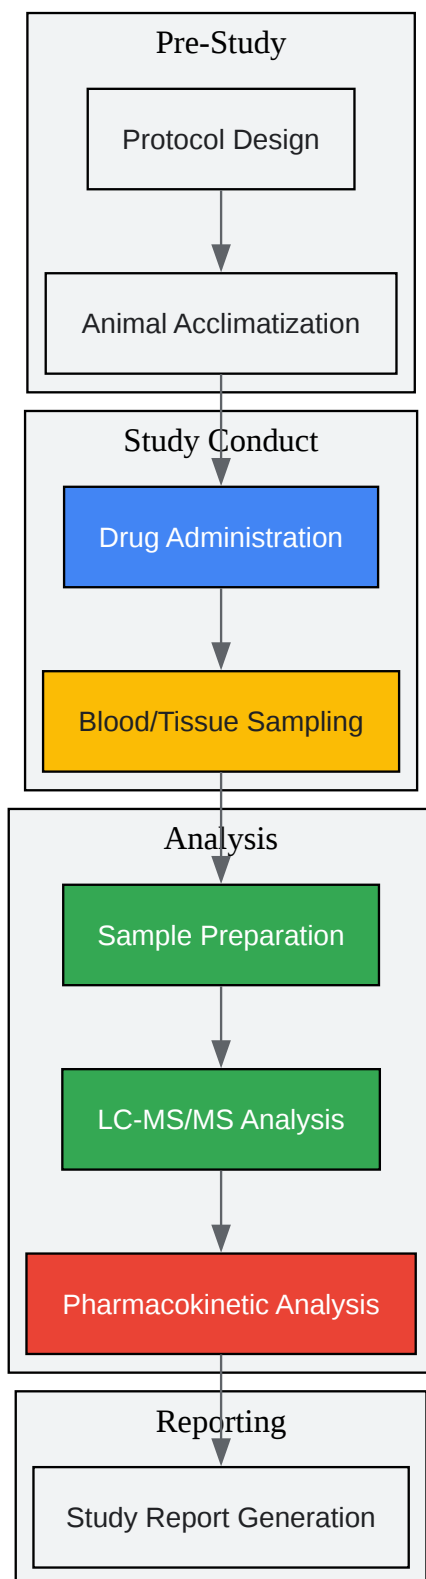 Pre-Study
Protocol Design
Animal Acclimatization
Study Conduct
Drug Administration
Blood/Tissue Sampling
Analysis
Sample Preparation
LC-MS/MS Analysis
Pharmacokinetic Analysis
Reporting
Study Report Generation